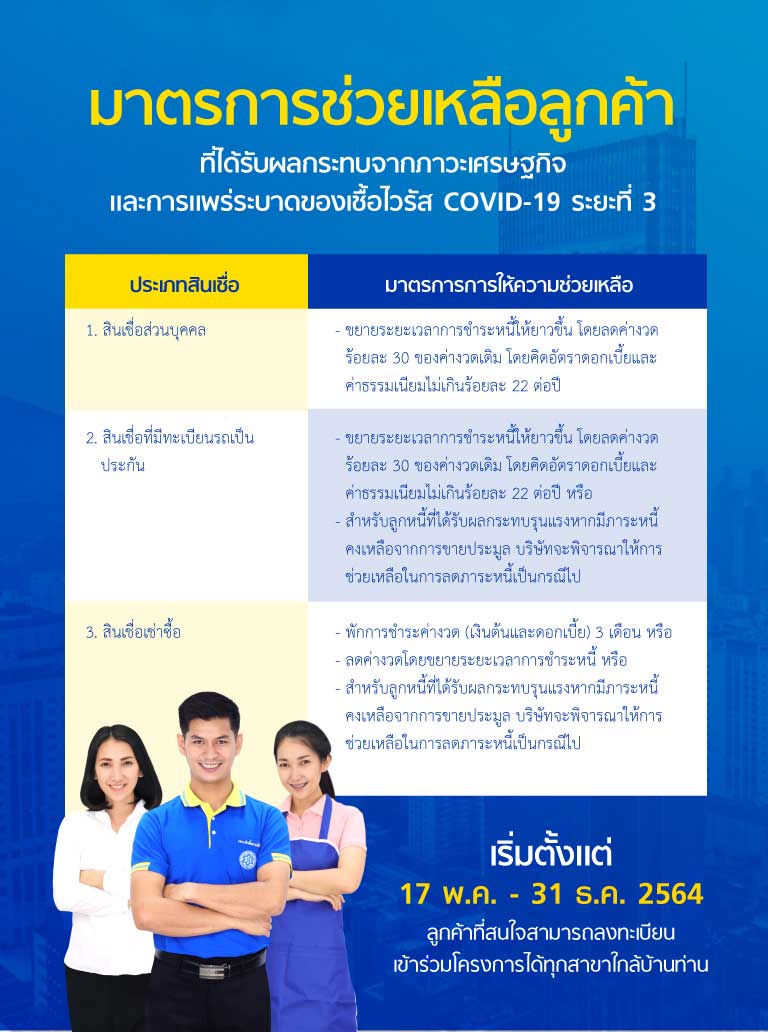 มาตรการช่วยเหลือลูกค้า
ที่ได้รับผลกระทบจากภาวะเศรษฐกิจ
และการแพร่ระบาดของเชื้อไวรัส COVID-19 ระยะที่ 3
ประเภทสินเชื่อ
มาตรการการให้ความช่วยเหลือ
1. สินเชื่อส่วนบุคคล
- ขยายระยะเวลาการชำระหนี้ให้ยาวขึ้น โดยลดค่างวด
ร้อยละ 30 ของค่างวดเดิม โดยคิดอัตราดอกเบี้ยและ
ค่าธรรมเนียมไม่เกินร้อยละ 22 ต่อปี
2. สินเชื่อที่มีทะเบียนรถเป็น
ประกัน
- ขยายระยะเวลาการชำระหนี้ให้ยาวขึ้น โดยลดค่างวด
ร้อยละ 30 ของค่างวดเดิม โดยคิดอัตราดอกเบี้ยและ
ค่าธรรมเนียมไม่เกินร้อยละ 22 ต่อปี หรือ
- สำหรับลูกหนี้ที่ได้รับผลกระทบรุนแรงหากมีภาระหนี้
คงเหลือจากการขายประมูล บริษัทจะพิจารณาให้การ
ช่วยเหลือในการลดภาระหนี้เป็นกรณีไป
3. สินเชื่อเช่าซื้อ
- พักการชำระค่างวด (เงินต้นและดอกเบี้ย) 3 เดือน หรือ
- ลดค่างวดโดยขยายระยะเวลาการชำระหนี้ หรือ
- สำหรับลูกหนี้ที่ได้รับผลกระทบรุนแรงหากมีภาระหนี้
คงเหลือจากการขายประมูล บริษัทจะพิจารณาให้การ
ช่วยเหลือในการลดภาระหนี้เป็นกรณีไป
เริ่มตั้งแต่
17 พ.ค. - 31 ธ.ค. 2564
ลูกค้าที่สนใจสามารถลงทะเบียน
เข้าร่วมโครงการได้ทุกสาขาใกล้บ้านท่าน